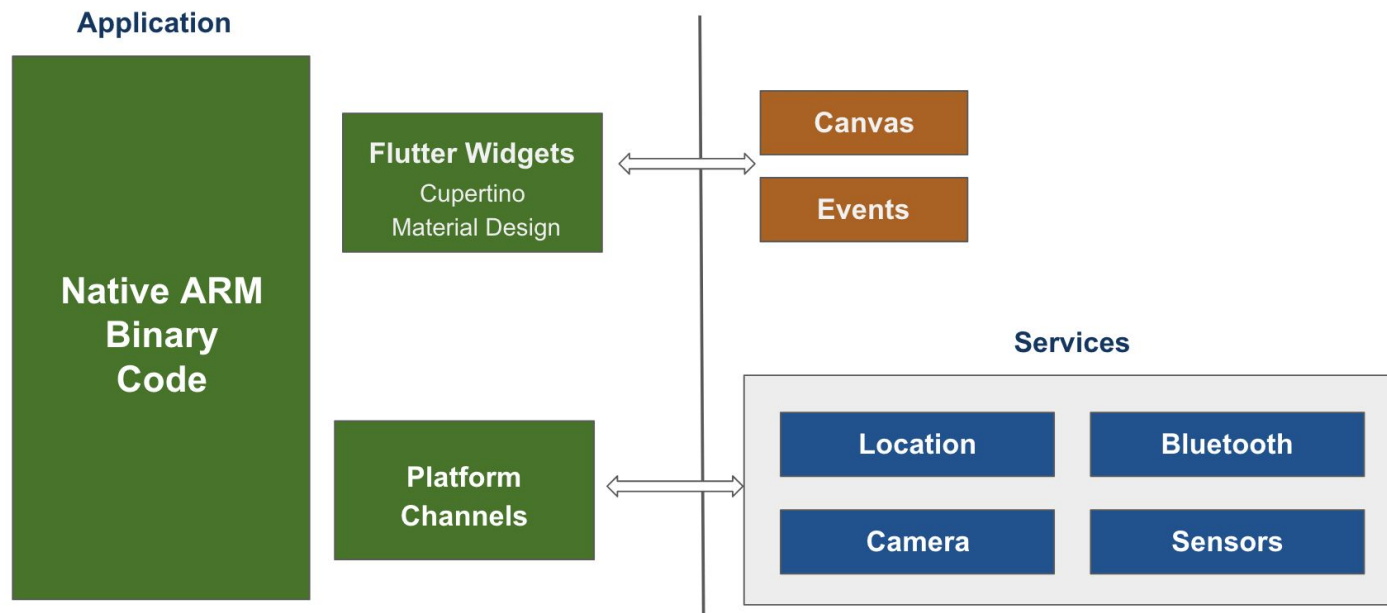 Application
Native ARM
Binary
Code
Flutter Widgets
Cupertino
Material Design
Platform
Channels
Canvas
Events
Services
Location
Bluetooth
Camera
Sensors